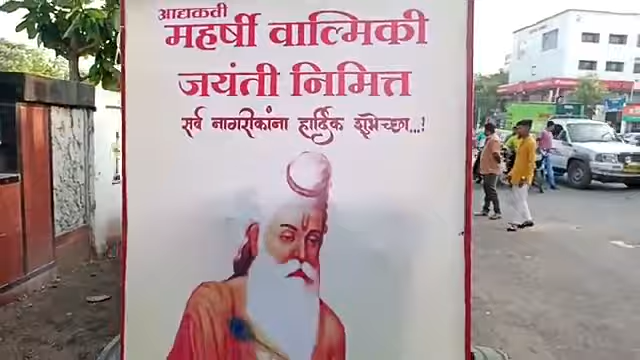 आद्यकवी
महर्षी वाल्मिकी
जयंती निमित्त
सर्व नागरीकांना हार्दिक शुभेच्छा...!